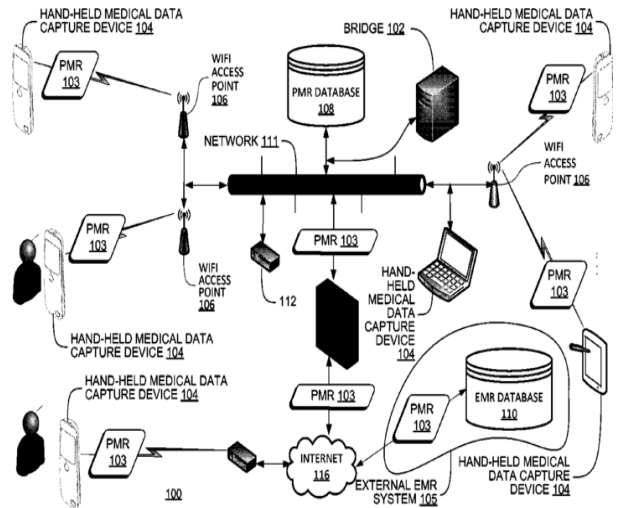 HAND-HELD MEDICAL DATA
CAPTURE DEVICE 104
PMR
103
WIFI
ACCESS
POINT 106
PMR DATABASE
108
BRIDGE 102
HAND-HELD MEDICAL DATA
CAPTURE DEVICE 104
PMR
103
WIFI
ACCESS
POINT 106
NETWORK 111
PMR
103
WIFI
ACCESS
POINT 106
112
PMR 103
HAND-
HELD
MEDICAL
DATA
CAPTURE
DEVICE
104
PMR
103
HAND-HELD MEDICAL DATA
CAPTURE DEVICE 104
HAND-HELD MEDICAL DATA
CAPTURE DEVICE 104
PMR 103
EMR DATABASE
110
PMR
103
PMR
103
INTERNET
116
EXTERNAL EMR
SYSTEM 105
HAND-HELD MEDICAL
DATA CAPTURE
DEVICE 104
100